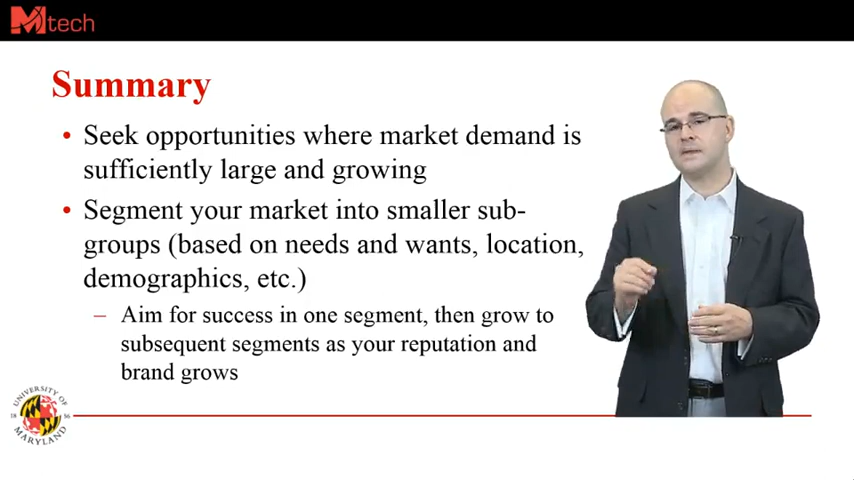 Mtech
Summary
• Seek opportunities where market demand is
sufficiently large and growing
• Segment your market into smaller sub-
groups (based on needs and wants, location,
demographics, etc.)
– Aim for success in one segment, then grow to
subsequent segments as your reputation and
brand grows
UNIVERSITY OF
18 56
MARYLAND